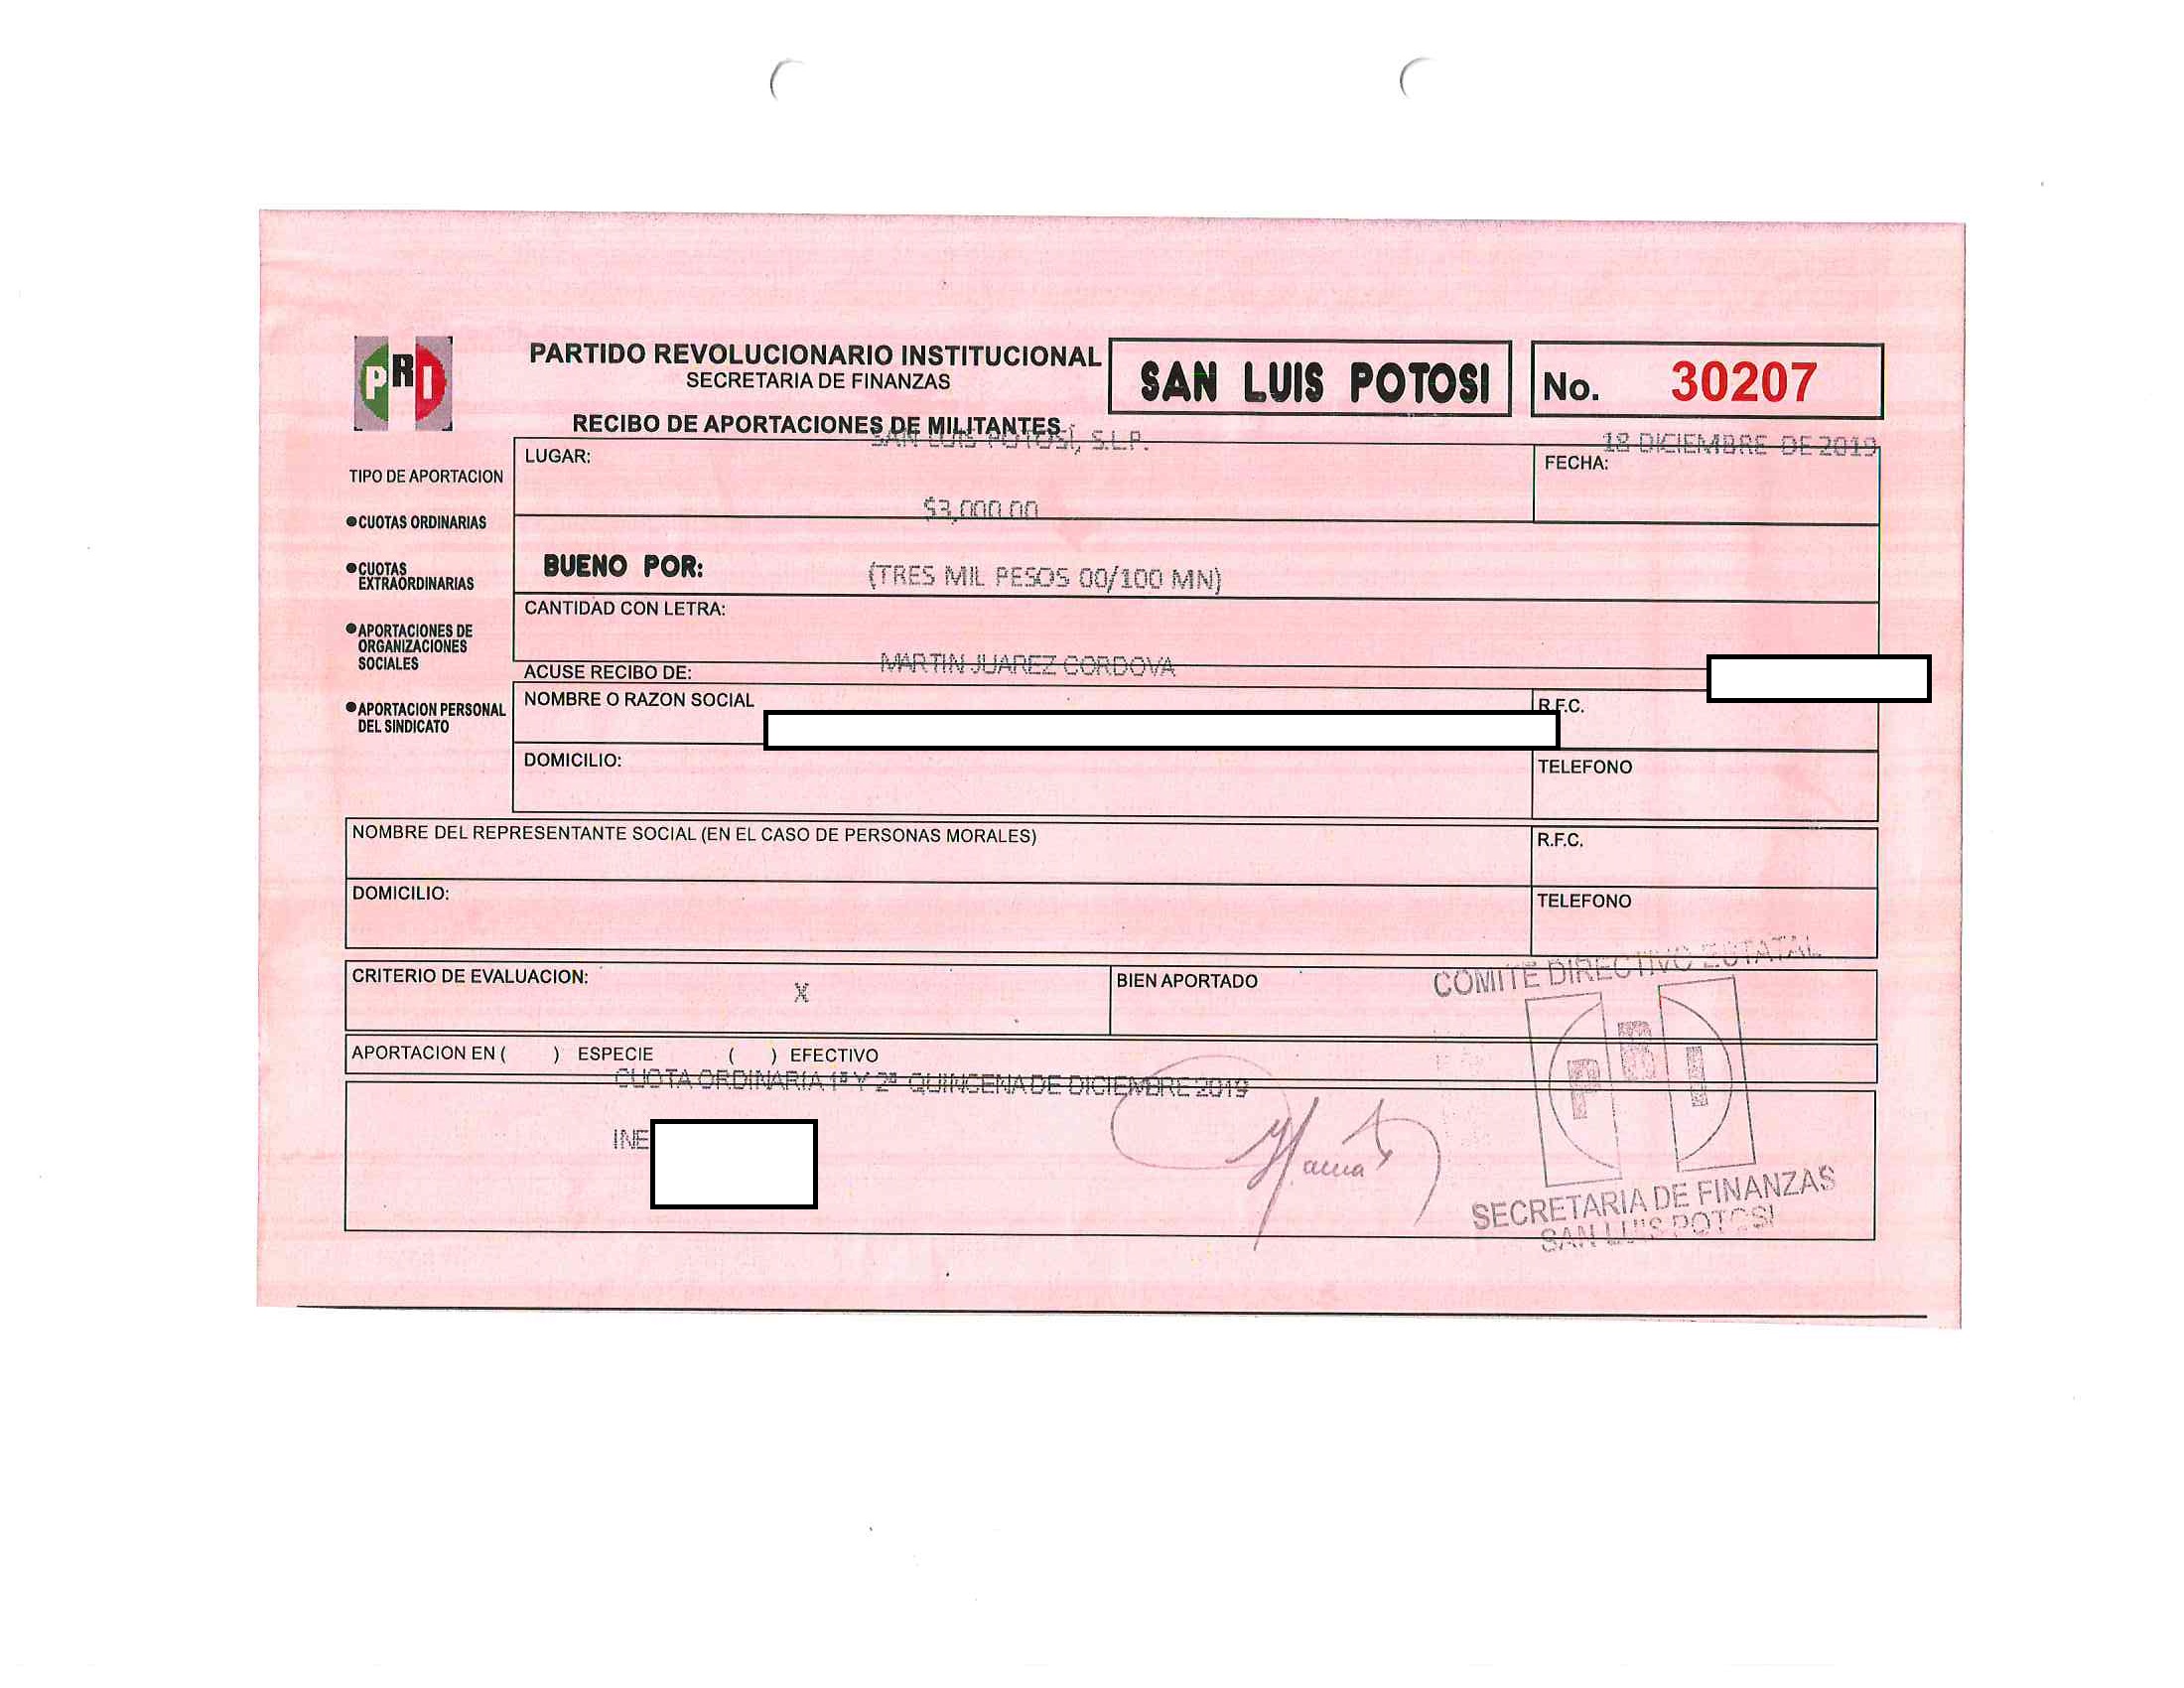 PRI
PARTIDO REVOLUCIONARIO INSTITUCIONAL
SECRETARIA DE FINANZAS
RECIBO DE APORTACIONES DE MILITANTES
SAN LUIS POTOSI
No. 30207
SAN LUIS POTOSÍ, S.L.P.
18 DICIEMBRE DE 2019
LUGAR:
FECHA:
TIPO DE APORTACION
$3,000.00
●CUOTAS ORDINARIAS
BUENO POR:
(TRES MIL PESOS 00/100 MN)
●CUOTAS
EXTRAORDINARIAS
CANTIDAD CON LETRA:
●APORTACIONES DE
ORGANIZACIONES
SOCIALES
MARTIN JUAREZ CORDOVA
ACUSE RECIBO DE:
NOMBRE O RAZON SOCIAL
R.F.C.
●APORTACION PERSONAL
DEL SINDICATO
DOMICILIO:
TELEFONO
NOMBRE DEL REPRESENTANTE SOCIAL (EN EL CASO DE PERSONAS MORALES)
R.F.C.
DOMICILIO:
TELEFONO
CRITERIO DE EVALUACION:
X
BIEN APORTADO
APORTACION EN ( ) ESPECIE ( ) EFECTIVO
CUOTA ORDINARIA 1ª Y 2ª QUINCENA DE DICIEMBRE 2019
INE
COMITE DIRECTIVO ESTATAL
PRI
SECRETARIA DE FINANZAS
SAN LUIS POTOSI